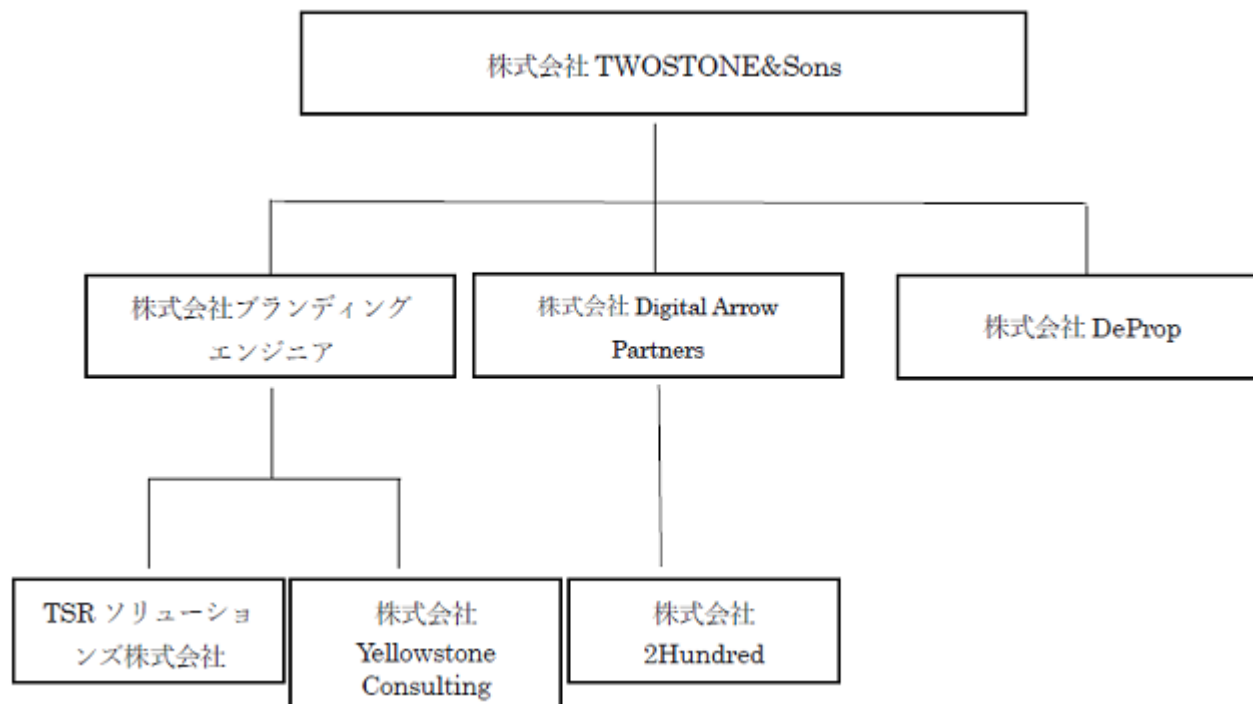 株式会社 TWOSTONE&Sons
株式会社ブランディング
エンジニア
株式会社 Digital Arrow
Partners
株式会社 DeProp
TSR ソリューショ
ンズ株式会社
株式会社
Yellowstone
Consulting
株式会社
2Hundred